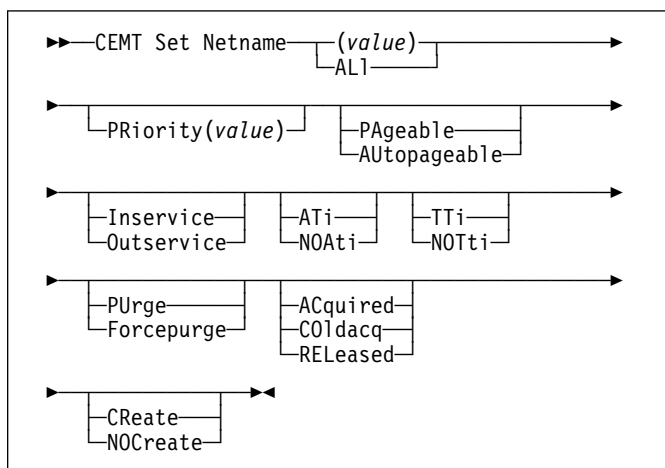 CEMT Set Netname (value)
ALl
PRiority(value) PAgeable
AUtopageable
Inservice ATi TTi
Outservice NOAti NOTti
PUrge ACquired
Forcepurge COldacq
RELeased
CReate
NOCreate